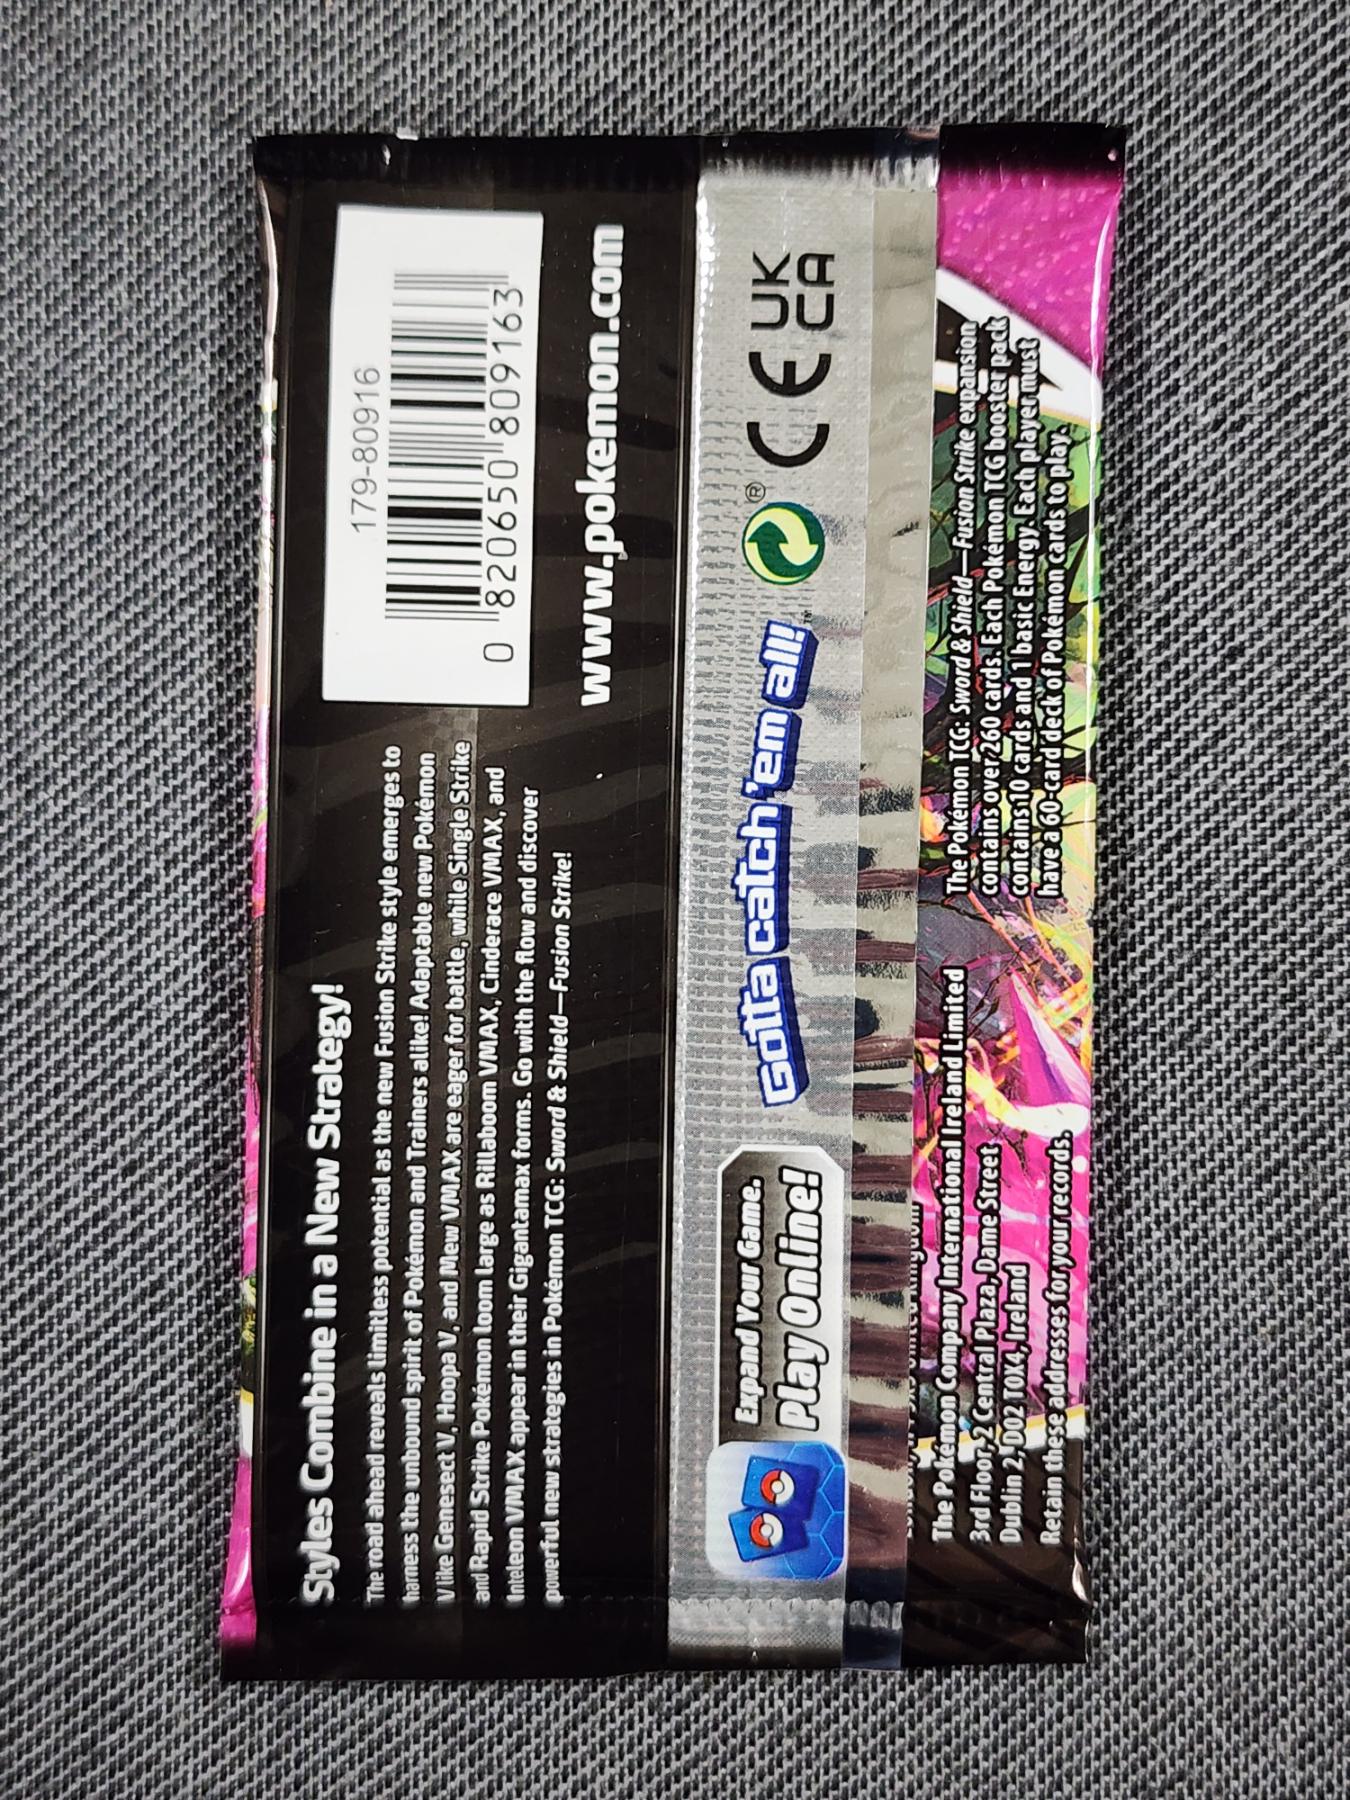 Styles Combine in a New Strategy!
The road ahead reveals limitless potential as the new Fusion Strike style emerges to
harness the unbound spirit of Pokémon and Trainers alike! Adaptable new Pokémon
V like Genesect V, Hoopa V, and Mew VMAX are eager for battle, while Single Strike
and Rapid Strike Pokémon loom large as Rillaboom VMAX, Cinderace VMAX, and
Inteleon VMAX appear in their Gigantamax forms. Go with the flow and discover
powerful new strategies in Pokémon TCG: Sword & Shield—Fusion Strike!
179-80916
0 820650 809163
www.pokemon.com
Expand Your Game.
Play Online!
Gotta catch 'em all!™
®
CE
UK
CA
The Pokémon Company International Ireland Limited
3rd Floor, 2 Central Plaza, Dame Street
Dublin 2, D02 T0X4, Ireland
Retain these addresses for your records.
The Pokémon TCG: Sword & Shield—Fusion Strike expansion
contains over 260 cards. Each Pokémon TCG booster pack
contains 10 cards and 1 basic Energy. Each player must
have a 60-card deck of Pokémon cards to play.